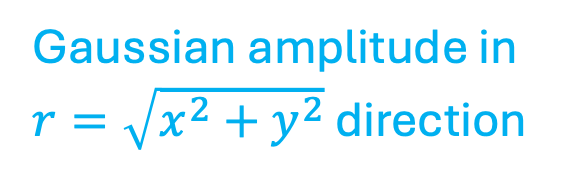 Gaussian amplitude in
𝑟 = √𝑥² + 𝑦² direction